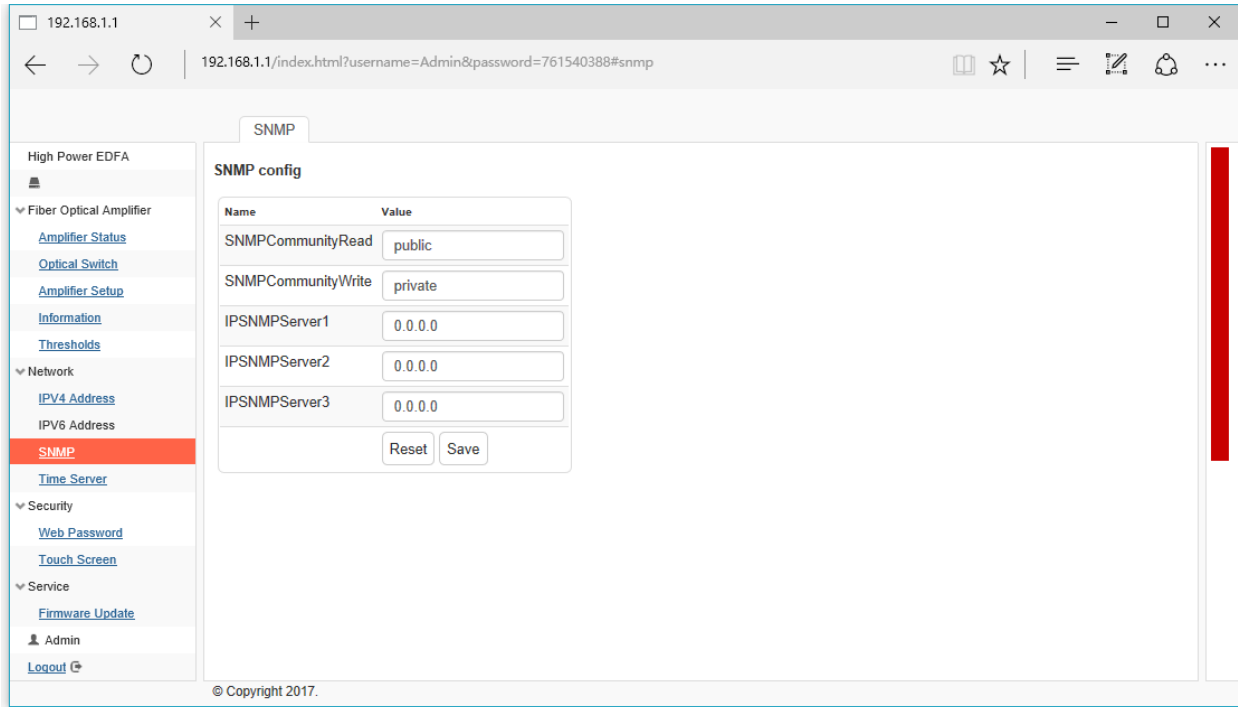 192.168.1.1
192.168.1.1/index.html?username=Admin&password=761540388#snmp
SNMP
High Power EDFA
Fiber Optical Amplifier
Amplifier Status
Optical Switch
Amplifier Setup
Information
Thresholds
Network
IPV4 Address
IPV6 Address
SNMP
Time Server
Security
Web Password
Touch Screen
Service
Firmware Update
Admin
Logout
SNMP config
Name Value
SNMPCommunityRead public
SNMPCommunityWrite private
IPSNMPServer1 0.0.0.0
IPSNMPServer2 0.0.0.0
IPSNMPServer3 0.0.0.0
Reset Save
© Copyright 2017.